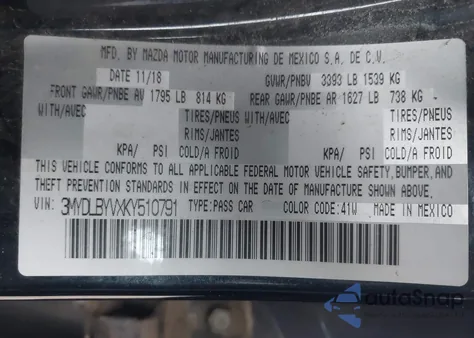 MFD. BY MAZDA MOTOR MANUFACTURING DE MEXICO S.A. DE C.V.
DATE 11/18 GVWR/PNBV 3393 LB 1539 KG
FRONT GAWR/PNBE AV 1795 LB 814 KG REAR GAWR/PNBE AR 1627 LB 738 KG
WITH/AVEC TIRES/PNEUS WITH/AVEC TIRES/PNEUS
RIMS/JANTES RIMS/JANTES
KPA/ PSI COLD/A FROID KPA/ PSI COLD/A FROID
THIS VEHICLE CONFORMS TO ALL APPLICABLE FEDERAL MOTOR VEHICLE SAFETY, BUMPER, AND
THEFT PREVENTION STANDARDS IN EFFECT ON THE DATE OF MANUFACTURE SHOWN ABOVE.
VIN: 3MYDLBYVXKY510791 TYPE:PASS CAR COLOR CODE:41W MADE IN MEXICO
autoSnap